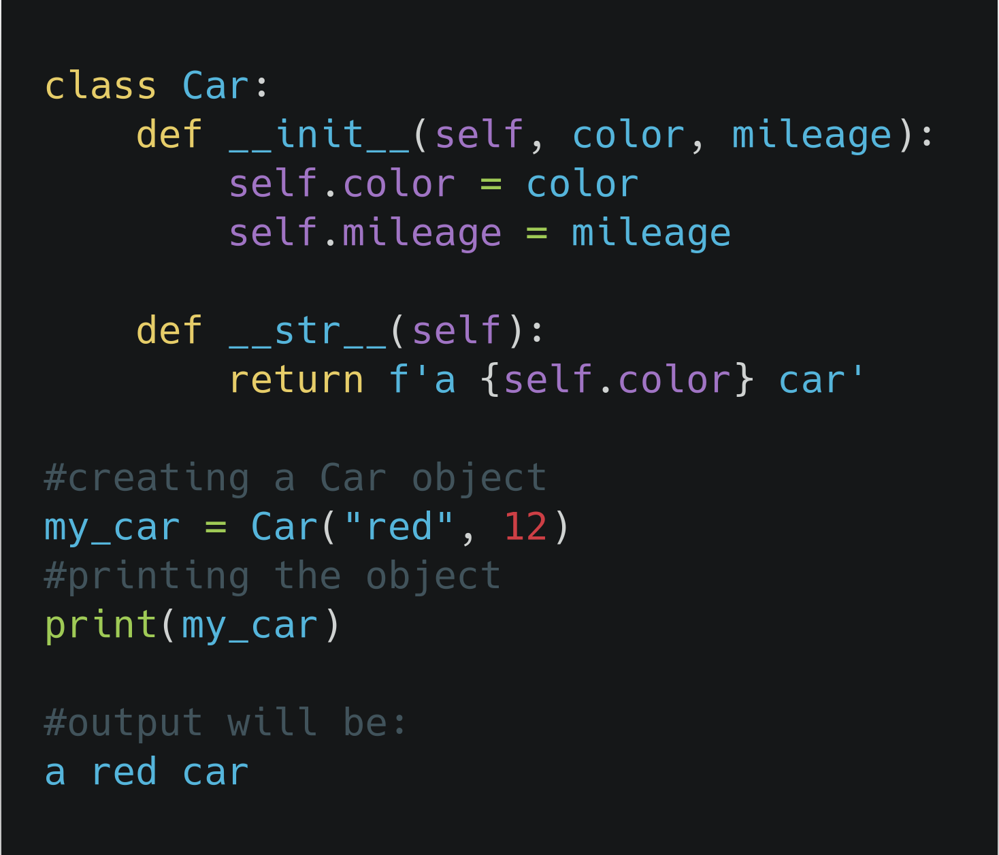 class Car:
    def __init__(self, color, mileage):
        self.color = color
        self.mileage = mileage

    def __str__(self):
        return f'a {self.color} car'

#creating a Car object
my_car = Car("red", 12)
#printing the object
print(my_car)

#output will be:
a red car